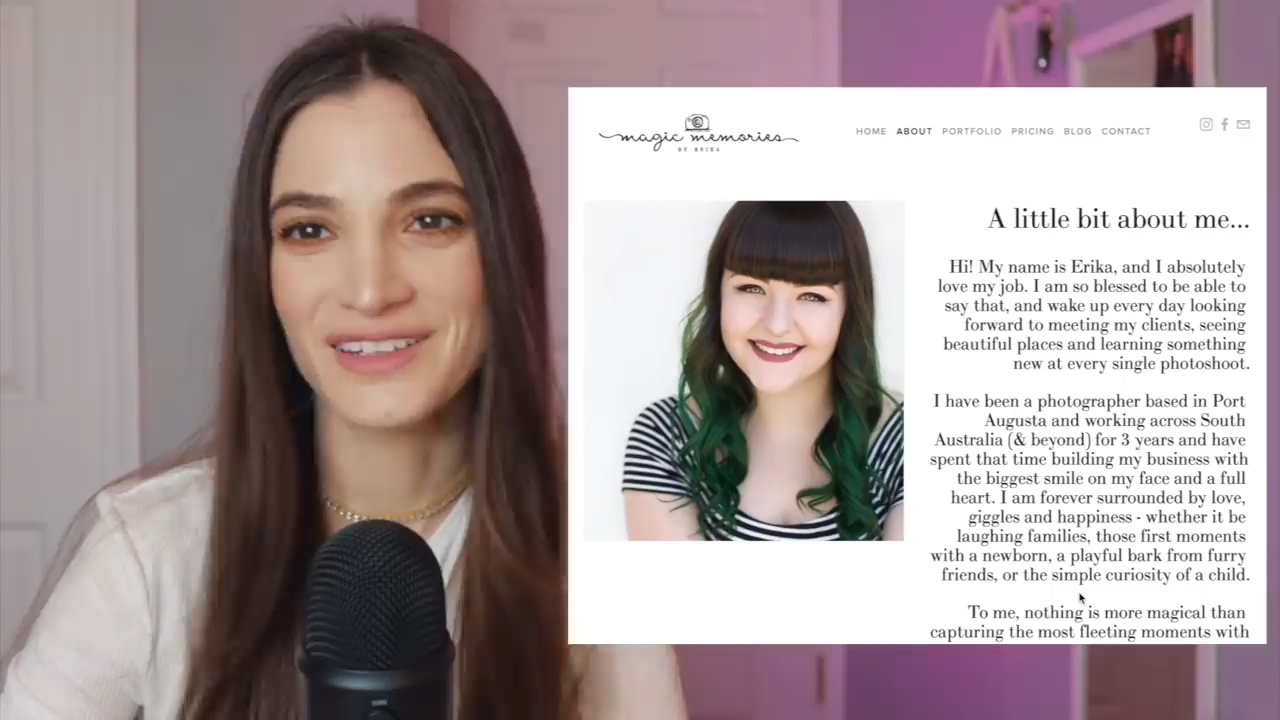 magic memories
BY ERIKA
HOME ABOUT PORTFOLIO PRICING BLOG CONTACT
A little bit about me...
Hi! My name is Erika, and I absolutely
love my job. I am so blessed to be able to
say that, and wake up every day looking
forward to meeting my clients, seeing
beautiful places and learning something
new at every single photoshoot.
I have been a photographer based in Port
Augusta and working across South
Australia (& beyond) for 3 years and have
spent that time building my business with
the biggest smile on my face and a full
heart. I am forever surrounded by love,
giggles and happiness - whether it be
laughing families, those first moments
with a newborn, a playful bark from furry
friends, or the simple curiosity of a child.
To me, nothing is more magical than
capturing the most fleeting moments with